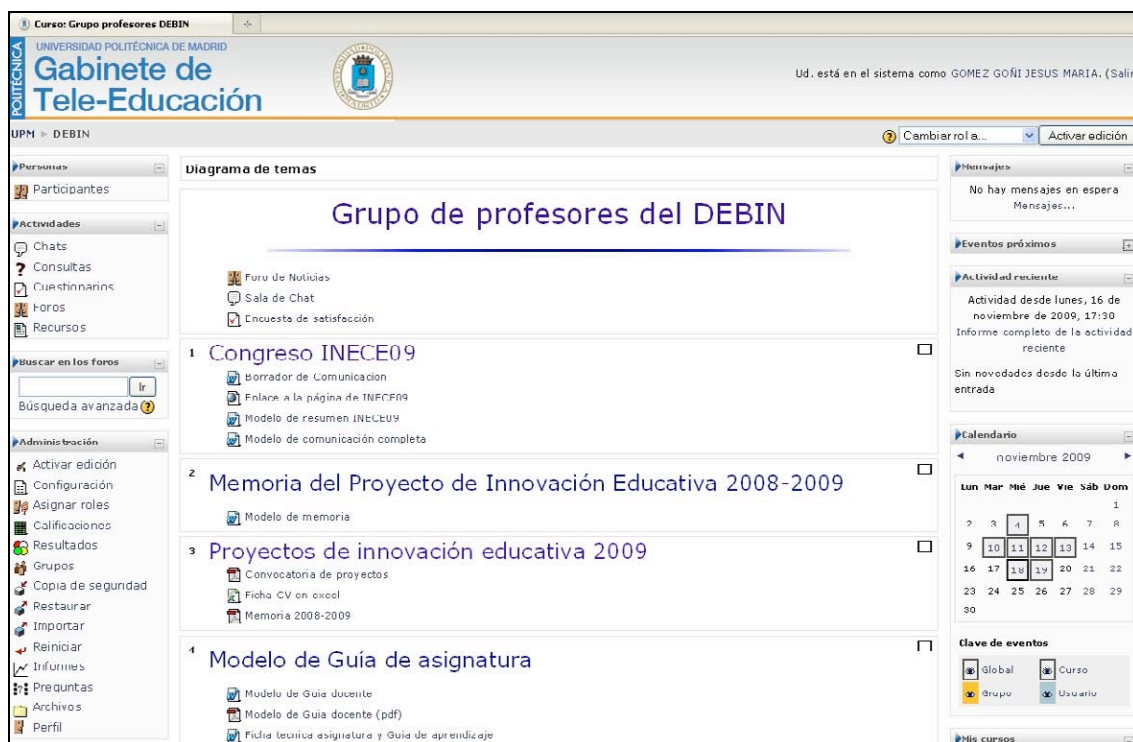 Curso: Grupo profesores DEBIN
POLITÉCNICA
UNIVERSIDAD POLITÉCNICA DE MADRID
Gabinete de
Tele-Educación
Ud. está en el sistema como GOMEZ GOÑI JESUS MARIA. (Salir
UPM ► DEBIN
Cambiar rol a...
Activar edición
Personas
Participantes
Actividades
Chats
Consultas
Cuestionarios
Foros
Recursos
Buscar en los foros
Ir
Búsqueda avanzada
Administración
Activar edición
Configuración
Asignar roles
Calificaciones
Resultados
Grupos
Copia de seguridad
Restaurar
Importar
Reiniciar
Informes
Preguntas
Archivos
Perfil
Diagrama de temas
Grupo de profesores del DEBIN
Foro de Noticias
Sala de Chat
Encuesta de satisfacción
1 Congreso INECE09
Borrador de Comunicacion
Enlace a la página de INECE09
Modelo de resumen INECE09
Modelo de comunicación completa
2 Memoria del Proyecto de Innovación Educativa 2008-2009
Modelo de memoria
3 Proyectos de innovación educativa 2009
Convocatoria de proyectos
Ficha CV en excel
Memoria 2008-2009
4 Modelo de Guía de asignatura
Modelo de Guia docente
Modelo de Guia docente (pdf)
Ficha tecnica asignatura y Guia de aprendizaje
Mensajes
No hay mensajes en espera
Mensajes...
Eventos próximos
Actividad reciente
Actividad desde lunes, 16 de
noviembre de 2009, 17:30
Informe completo de la actividad
reciente
Sin novedades desde la última
entrada
Calendario
◄ noviembre 2009 ►
Lun Mar Mié Jue Vie Sáb Dom
1
2 3 4 5 6 7 8
9 10 11 12 13 14 15
16 17 18 19 20 21 22
23 24 25 26 27 28 29
30
Clave de eventos
Global Curso
Grupo Usuario
Mis cursos